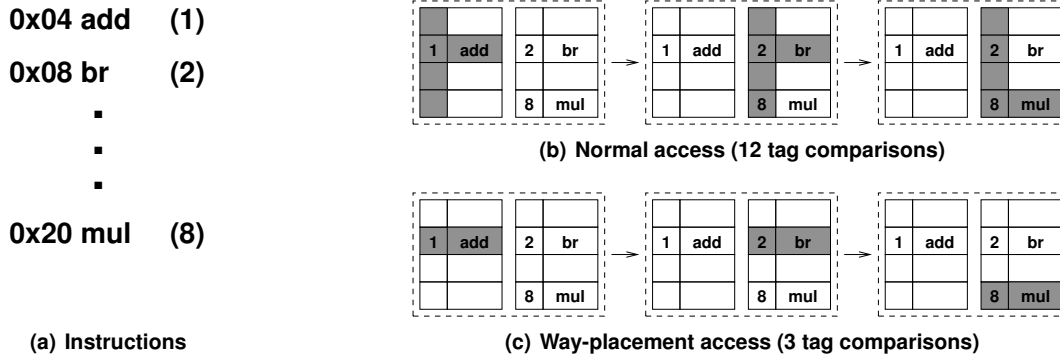 0x04 add (1)
0x08 br (2)
0x20 mul (8)
(a) Instructions
1 add 2 br 1 add 2 br 1 add 2 br
8 mul 8 mul 8 mul
(b) Normal access (12 tag comparisons)
1 add 2 br 1 add 2 br 1 add 2 br
8 mul 8 mul 8 mul
(c) Way-placement access (3 tag comparisons)